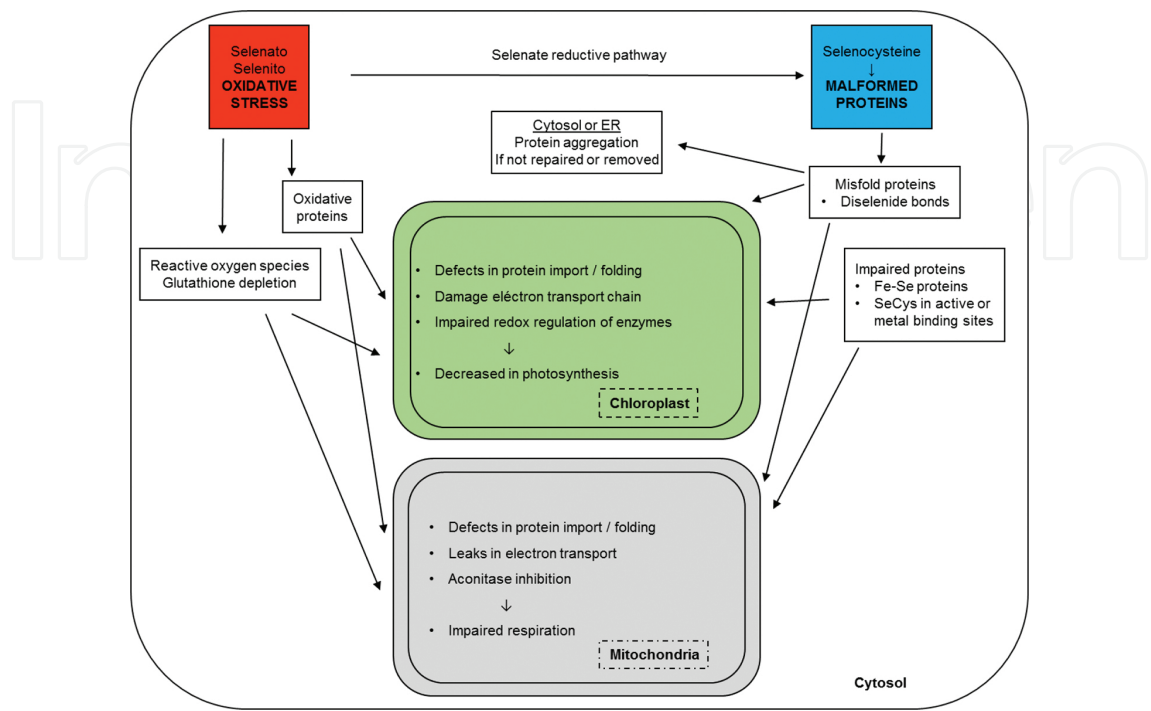 Selenato
Selenito
OXIDATIVE
STRESS
Selenate reductive pathway
Selenocysteine
↓
MALFORMED
PROTEINS
Cytosol or ER
Protein aggregation
If not repaired or removed
Oxidative
proteins
Misfold proteins
• Diselenide bonds
Reactive oxygen species
Glutathione depletion
Impaired proteins
• Fe-Se proteins
• SeCys in active or
metal binding sites
• Defects in protein import / folding
• Damage eléctron transport chain
• Impaired redox regulation of enzymes
↓
• Decreased in photosynthesis
Chloroplast
• Defects in protein import / folding
• Leaks in electron transport
• Aconitase inhibition
↓
• Impaired respiration
Mitochondria
Cytosol